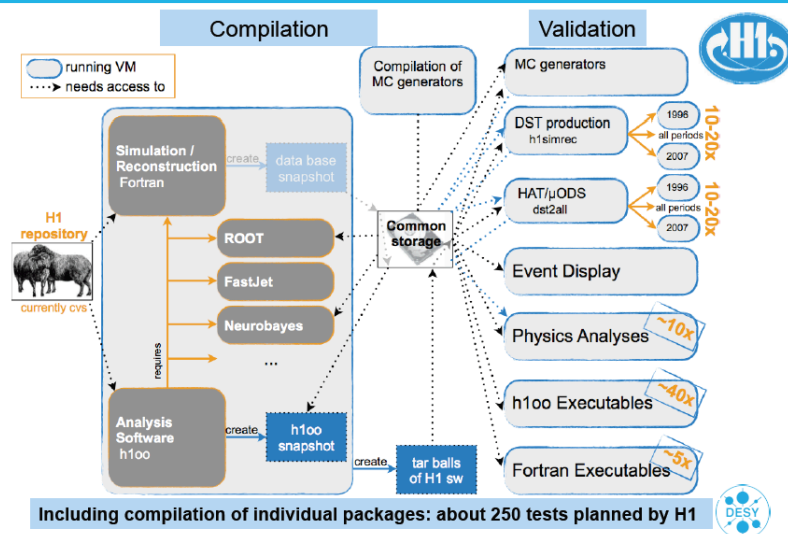 Compilation
Validation
H1
running VM
needs access to
Compilation of
MC generators
MC generators
DST production
h1simrec
1996
all periods
2007
10-20x
Simulation /
Reconstruction
Fortran
create
data base
snapshot
HAT/µODS
dst2all
1996
all periods
2007
10-20x
H1
repository
currently cvs
ROOT
Common
storage
Event Display
FastJet
Neurobayes
...
requires
Physics Analyses
~10x
Analysis
Software
h1oo
create
h1oo
snapshot
h1oo Executables
~40x
create
tar balls
of H1 sw
Fortran Executables
~5x
Including compilation of individual packages: about 250 tests planned by H1
DESY